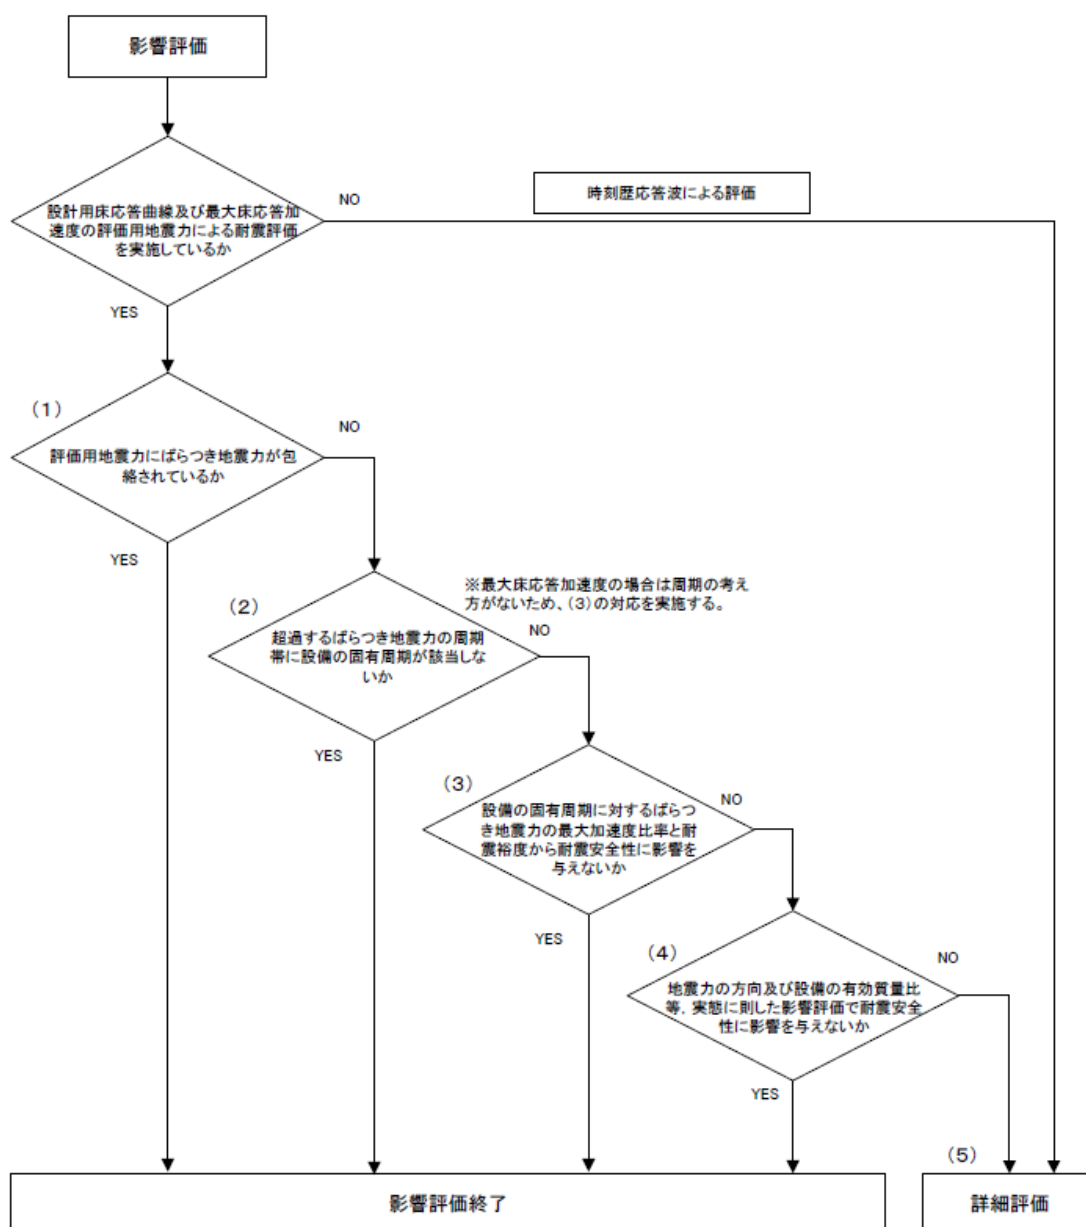 影響評価
設計用床応答曲線及び最大床応答加
速度の評価用地震力による耐震評価
を実施しているか
NO
時刻歴応答波による評価
YES
(1)
評価用地震力にばらつき地震力が包
絡されているか
NO
YES
※最大床応答加速度の場合は周期の考え
方がないため、(3)の対応を実施する。
(2)
超過するばらつき地震力の周期
帯に設備の固有周期が該当しな
いか
NO
YES
(3)
設備の固有周期に対するばらつ
き地震力の最大加速度比率と耐
震裕度から耐震安全性に影響を
与えないか
NO
YES
(4)
地震力の方向及び設備の有効質量比
等, 実態に則した影響評価で耐震安全
性に影響を与えないか
NO
YES
影響評価終了
(5)
詳細評価